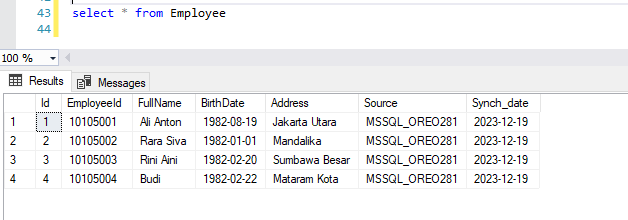 43 select * from Employee
44
100 %
Results Messages
Id EmployeeId FullName BirthDate Address Source Synch_date
1 1 10105001 Ali Anton 1982-08-19 Jakarta Utara MSSQL_OREO281 2023-12-19
2 2 10105002 Rara Siva 1982-01-01 Mandalika MSSQL_OREO281 2023-12-19
3 3 10105003 Rini Aini 1982-02-20 Sumbawa Besar MSSQL_OREO281 2023-12-19
4 4 10105004 Budi 1982-02-22 Mataram Kota MSSQL_OREO281 2023-12-19